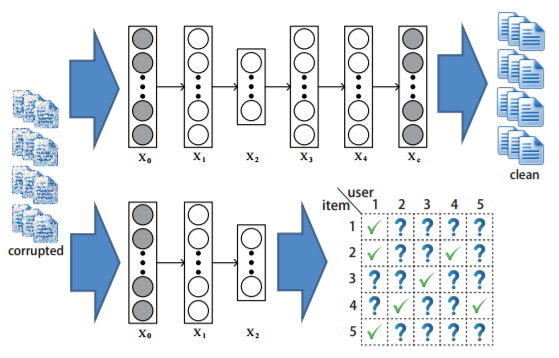 X₀ X₁ X₂ X₃ X₄ X_c
clean
corrupted
user
item 1 2 3 4 5
1 ✓ ? ? ? ?
2 ✓ ? ? ✓ ?
3 ? ? ✓ ? ?
4 ? ✓ ? ? ✓
5 ✓ ? ? ? ?
X₀ X₁ X₂